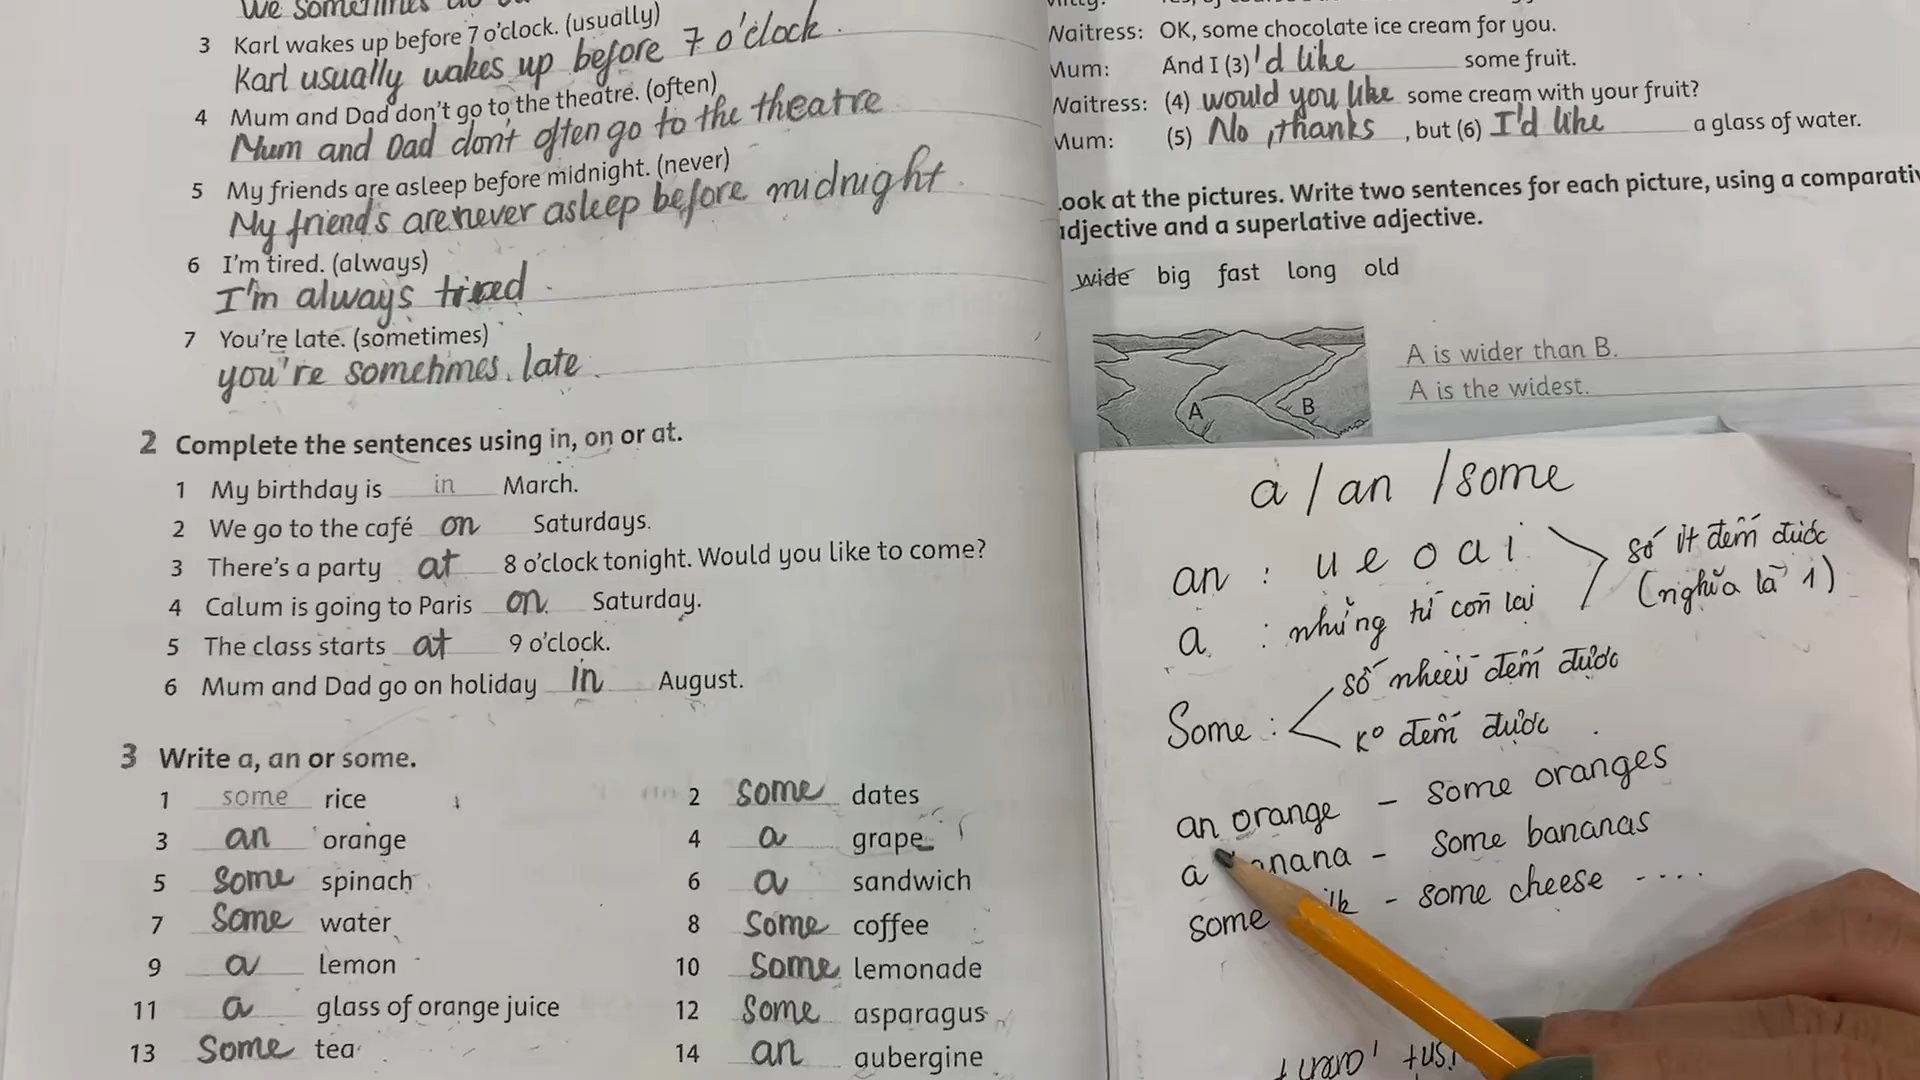 We sometimes
3 Karl wakes up before 7 o'clock. (usually)
Karl usually wakes up before 7 o'clock.
4 Mum and Dad don't go to the theatre. (often)
Mum and Dad don't often go to the theatre
5 My friends are asleep before midnight. (never)
My friends are never asleep before midnight.
6 I'm tired. (always)
I'm always tired.
7 You're late. (sometimes)
you're sometimes late.
2 Complete the sentences using in, on or at.
1 My birthday is in March.
2 We go to the café on Saturdays.
3 There's a party at 8 o'clock tonight. Would you like to come?
4 Calum is going to Paris on Saturday.
5 The class starts at 9 o'clock.
6 Mum and Dad go on holiday in August.
3 Write a, an or some.
1 some rice
2 some dates
3 an orange
4 a grape
5 some spinach
6 a sandwich
7 some water
8 some coffee
9 a lemon
10 some lemonade
11 a glass of orange juice
12 some asparagus
13 some tea
14 an aubergine
Waitress: OK, some chocolate ice cream for you.
Mum: And I (3) 'd like some fruit.
Waitress: (4) would you like some cream with your fruit?
Mum: (5) No, thanks, but (6) I'd like a glass of water.
Look at the pictures. Write two sentences for each picture, using a comparativ
adjective and a superlative adjective.
wide big fast long old
A B
A is wider than B.
A is the widest.
a / an / some
an : u e o a i
số ít đếm được
(nghĩa là 1)
a : những từ còn lại
Some : số nhiều đếm được
ko đếm được
an orange - some oranges
a banana - some bananas
some - some cheese ....